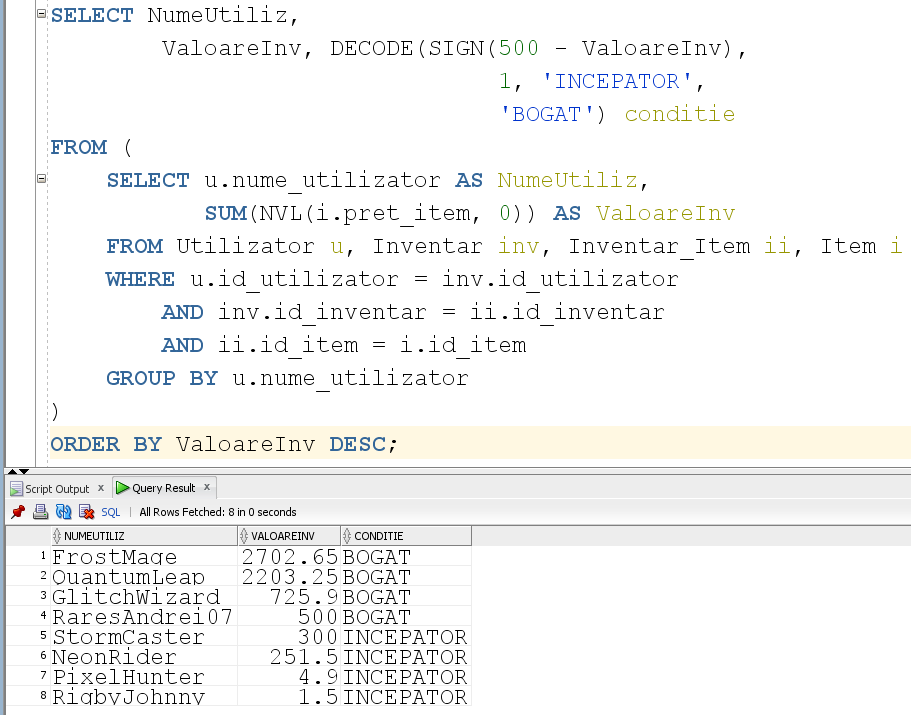 SELECT NumeUtiliz,
ValoareInv, DECODE(SIGN(500 - ValoareInv),
1, 'INCEPATOR',
'BOGAT') conditie
FROM (
SELECT u.nume_utilizator AS NumeUtiliz,
SUM(NVL(i.pret_item, 0)) AS ValoareInv
FROM Utilizator u, Inventar inv, Inventar_Item ii, Item i
WHERE u.id_utilizator = inv.id_utilizator
AND inv.id_inventar = ii.id_inventar
AND ii.id_item = i.id_item
GROUP BY u.nume_utilizator
)
ORDER BY ValoareInv DESC;
Script Output x Query Result x
SQL | All Rows Fetched: 8 in 0 seconds
NUMEUTILIZ VALOAREINV CONDITIE
1 FrostMage 2702.65 BOGAT
2 QuantumLeap 2203.25 BOGAT
3 GlitchWizard 725.9 BOGAT
4 RaresAndrei07 500 BOGAT
5 StormCaster 300 INCEPATOR
6 NeonRider 251.5 INCEPATOR
7 PixelHunter 4.9 INCEPATOR
8 RigbyJohnny 1.5 INCEPATOR